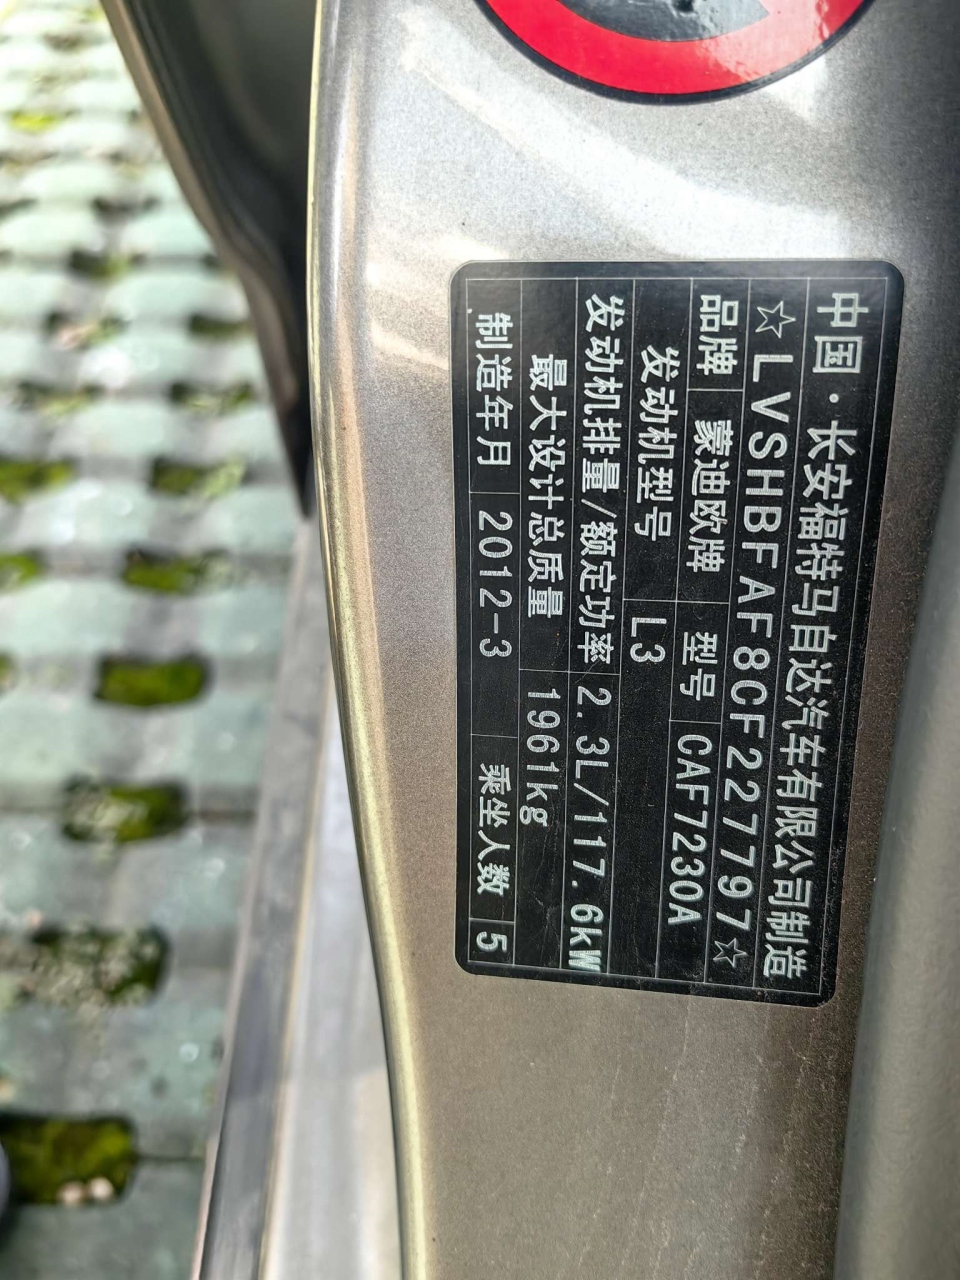 中国·长安福特马自达汽车有限公司制造
☆LVSHBFAF8CF227797☆
品牌 蒙迪欧牌 型号 CAF7230A
发动机型号 L3
发动机排量/额定功率 2.3L/117.6kW
最大设计总质量 1961kg
制造年月 2012-3 乘坐人数 5